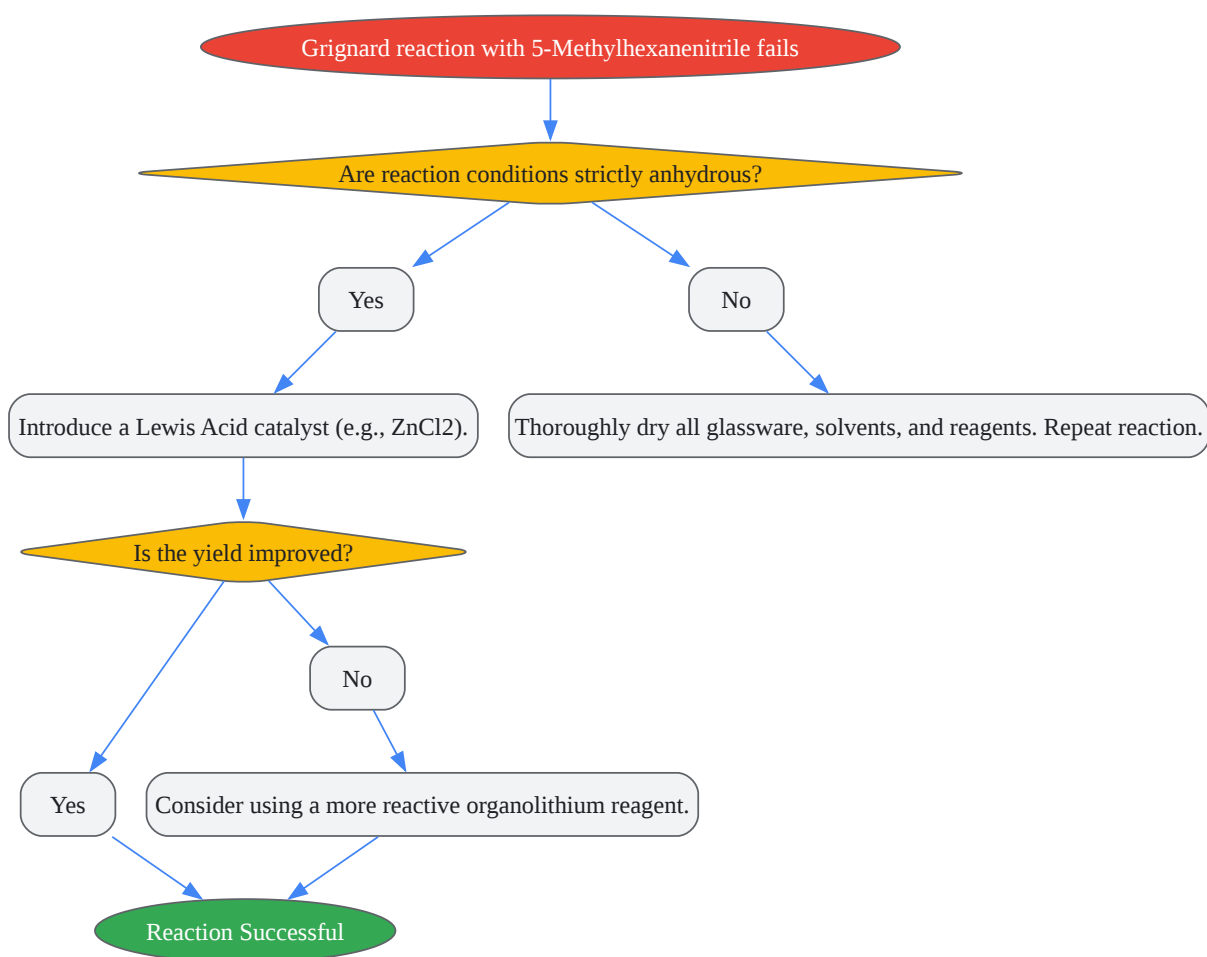 Grignard reaction with 5-Methylhexanenitrile fails
Are reaction conditions strictly anhydrous?
Yes
No
Introduce a Lewis Acid catalyst (e.g., ZnCl2).
Thoroughly dry all glassware, solvents, and reagents. Repeat reaction.
Is the yield improved?
No
Yes
Consider using a more reactive organolithium reagent.
Reaction Successful